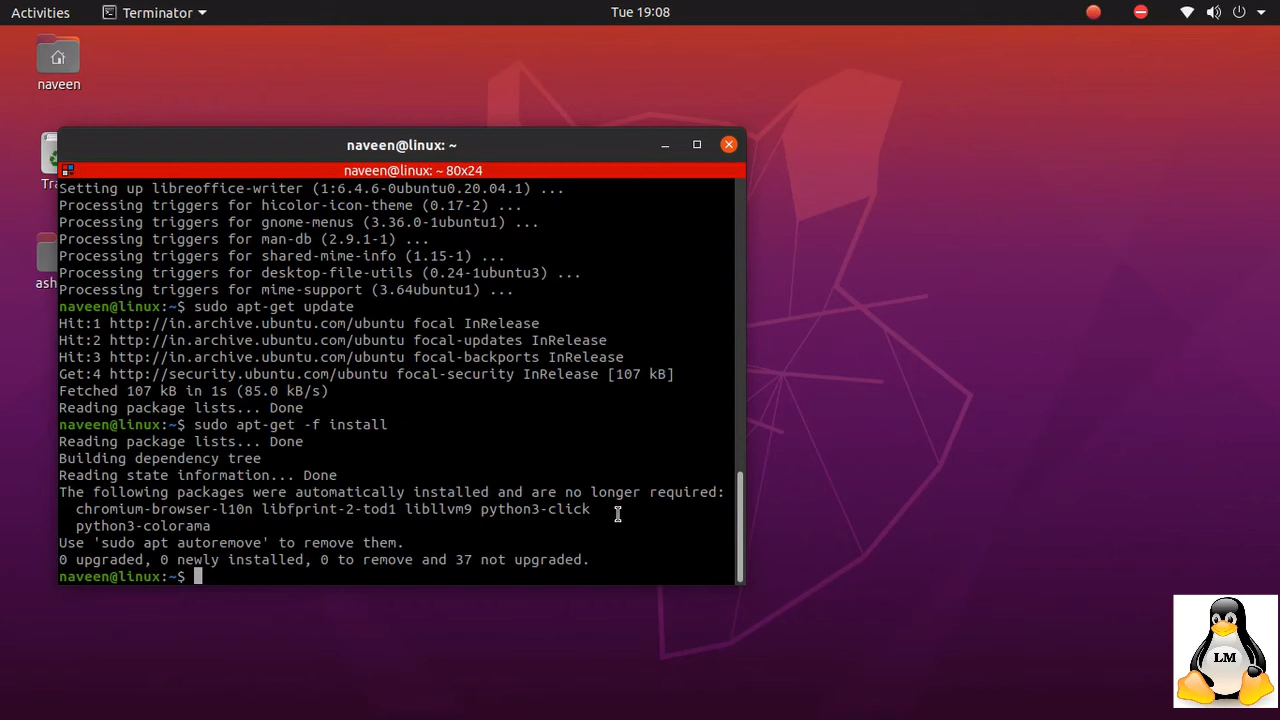 Activities
Terminator
Tue 19:08
naveen
Tra
ash
naveen@linux: ~
naveen@linux: ~ 80x24
Setting up libreoffice-writer (1:6.4.6-0ubuntu0.20.04.1) ...
Processing triggers for hicolor-icon-theme (0.17-2) ...
Processing triggers for gnome-menus (3.36.0-1ubuntu1) ...
Processing triggers for man-db (2.9.1-1) ...
Processing triggers for shared-mime-info (1.15-1) ...
Processing triggers for desktop-file-utils (0.24-1ubuntu3) ...
Processing triggers for mime-support (3.64ubuntu1) ...
naveen@linux:~$ sudo apt-get update
Hit:1 http://in.archive.ubuntu.com/ubuntu focal InRelease
Hit:2 http://in.archive.ubuntu.com/ubuntu focal-updates InRelease
Hit:3 http://in.archive.ubuntu.com/ubuntu focal-backports InRelease
Get:4 http://security.ubuntu.com/ubuntu focal-security InRelease [107 kB]
Fetched 107 kB in 1s (85.0 kB/s)
Reading package lists... Done
naveen@linux:~$ sudo apt-get -f install
Reading package lists... Done
Building dependency tree
Reading state information... Done
The following packages were automatically installed and are no longer required:
chromium-browser-l10n libfprint-2-tod1 libllvm9 python3-click
python3-colorama
Use 'sudo apt autoremove' to remove them.
0 upgraded, 0 newly installed, 0 to remove and 37 not upgraded.
naveen@linux:~$
LM